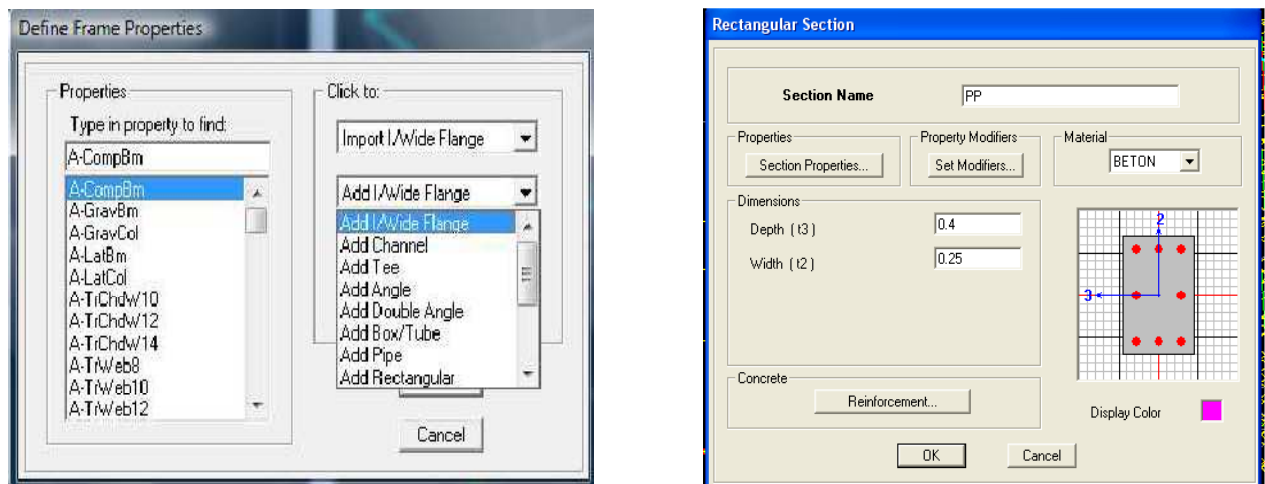 Define Frame Properties
Properties
Type in property to find:
A-CompBm
A-CompBm
A-GravBm
A-GravCol
A-LatBm
A-LatCol
A-TrChdW10
A-TrChdW12
A-TrChdW14
A-TrWeb8
A-TrWeb10
A-TrWeb12
Click to:
Import I/Wide Flange
Add I/Wide Flange
Add I/Wide Flange
Add Channel
Add Tee
Add Angle
Add Double Angle
Add Box/Tube
Add Pipe
Add Rectangular
Cancel
Rectangular Section
Section Name PP
Properties
Section Properties...
Property Modifiers
Set Modifiers...
Material
BETON
Dimensions
Depth ( t3 ) 0.4
Width ( t2 ) 0.25
2
3
Concrete
Reinforcement...
Display Color
OK Cancel